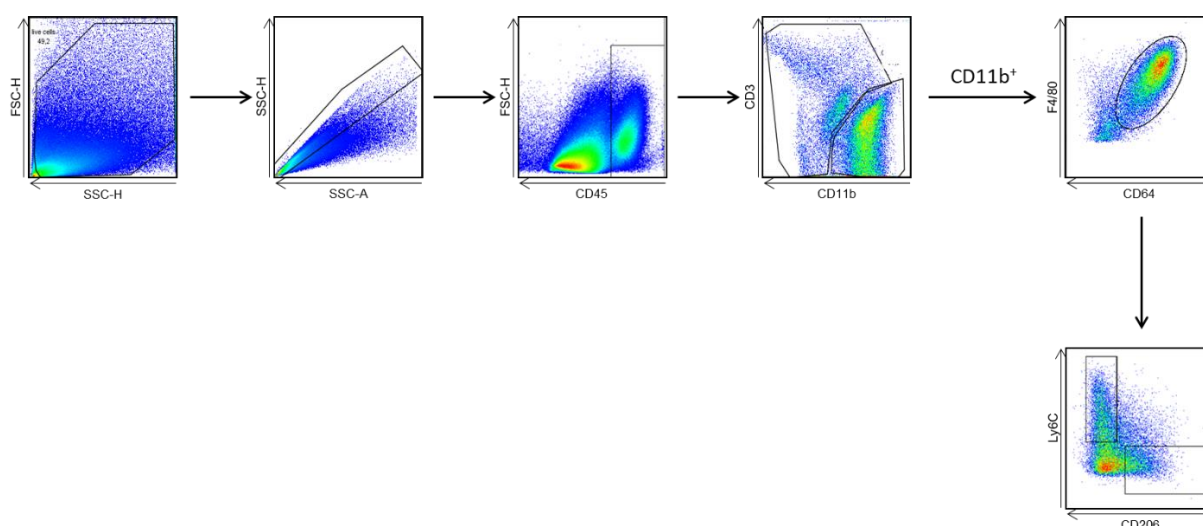 live cells
49,2
FSC-H
SSC-H
SSC-H
SSC-A
FSC-H
CD45
CD3
CD11b
CD11b⁺
F4/80
CD64
Ly6C
CD206